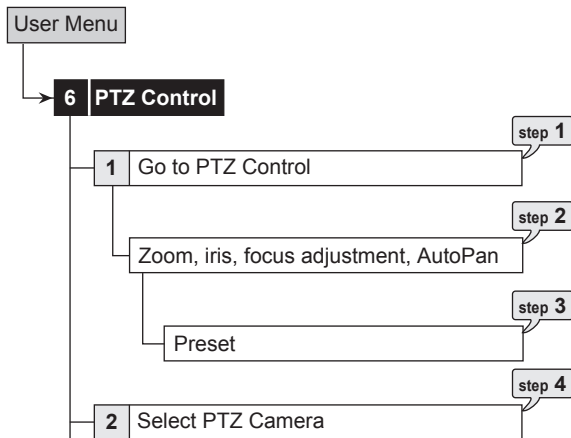 User Menu
6 PTZ Control
step 1
1 Go to PTZ Control
step 2
Zoom, iris, focus adjustment, AutoPan
step 3
Preset
step 4
2 Select PTZ Camera